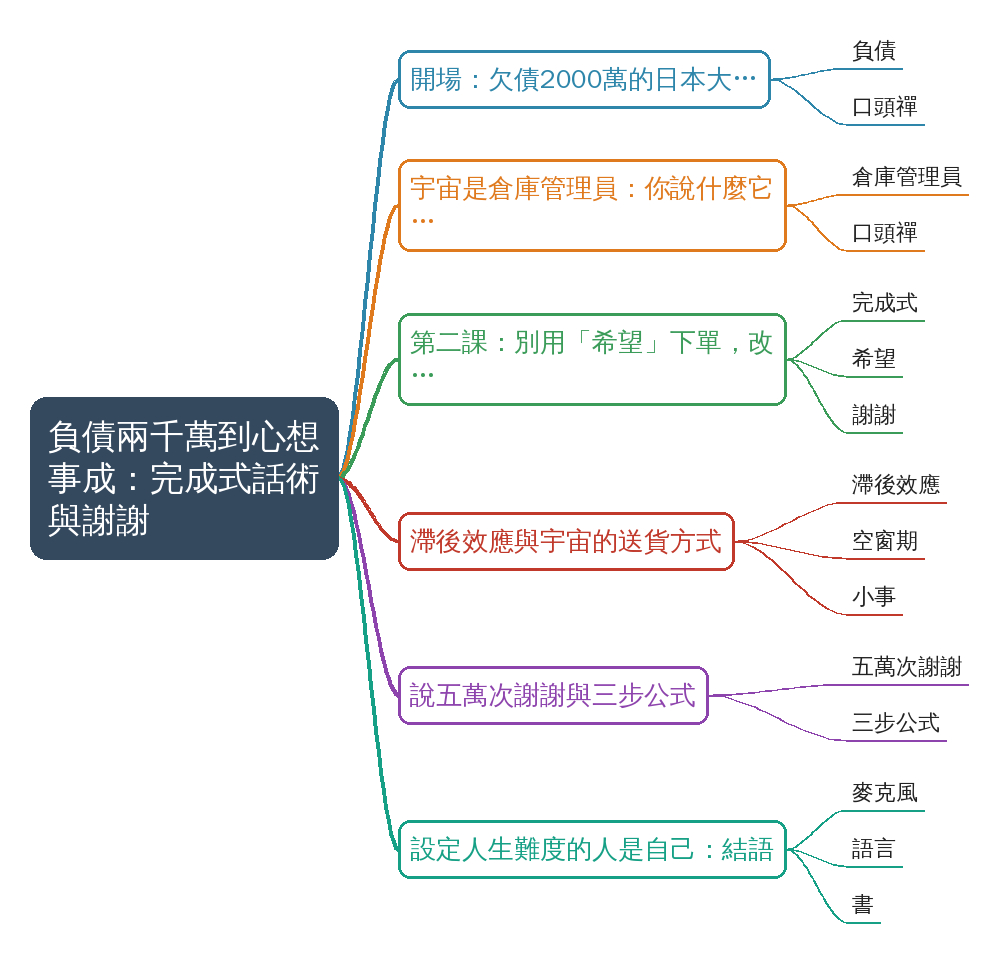 負債
開場：欠債2000萬的日本大⋯
口頭禪
倉庫管理員
宇宙是倉庫管理員：你說什麼它
⋯
口頭禪
完成式
第二課：別用「希望」下單，改
⋯
希望
謝謝
負債兩千萬到心想
事成：完成式話術
與謝謝
滯後效應
滯後效應與宇宙的送貨方式
空窗期
小事
五萬次謝謝
說五萬次謝謝與三步公式
三步公式
麥克風
設定人生難度的人是自己：結語
語言
書